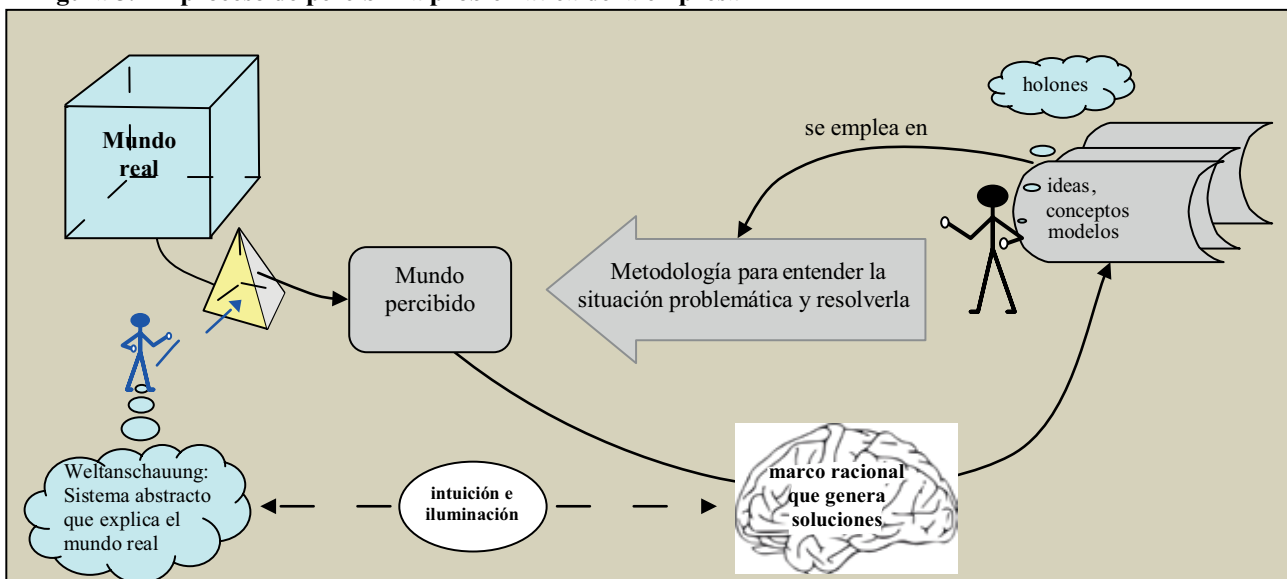 holones
Mundo
real
se emplea en
ideas,
conceptos
modelos
Mundo
percibido
Metodología para entender la
situación problemática y resolverla
Weltanschauung:
Sistema abstracto
que explica el
mundo real
intuición e
iluminación
marco racional
que genera
soluciones